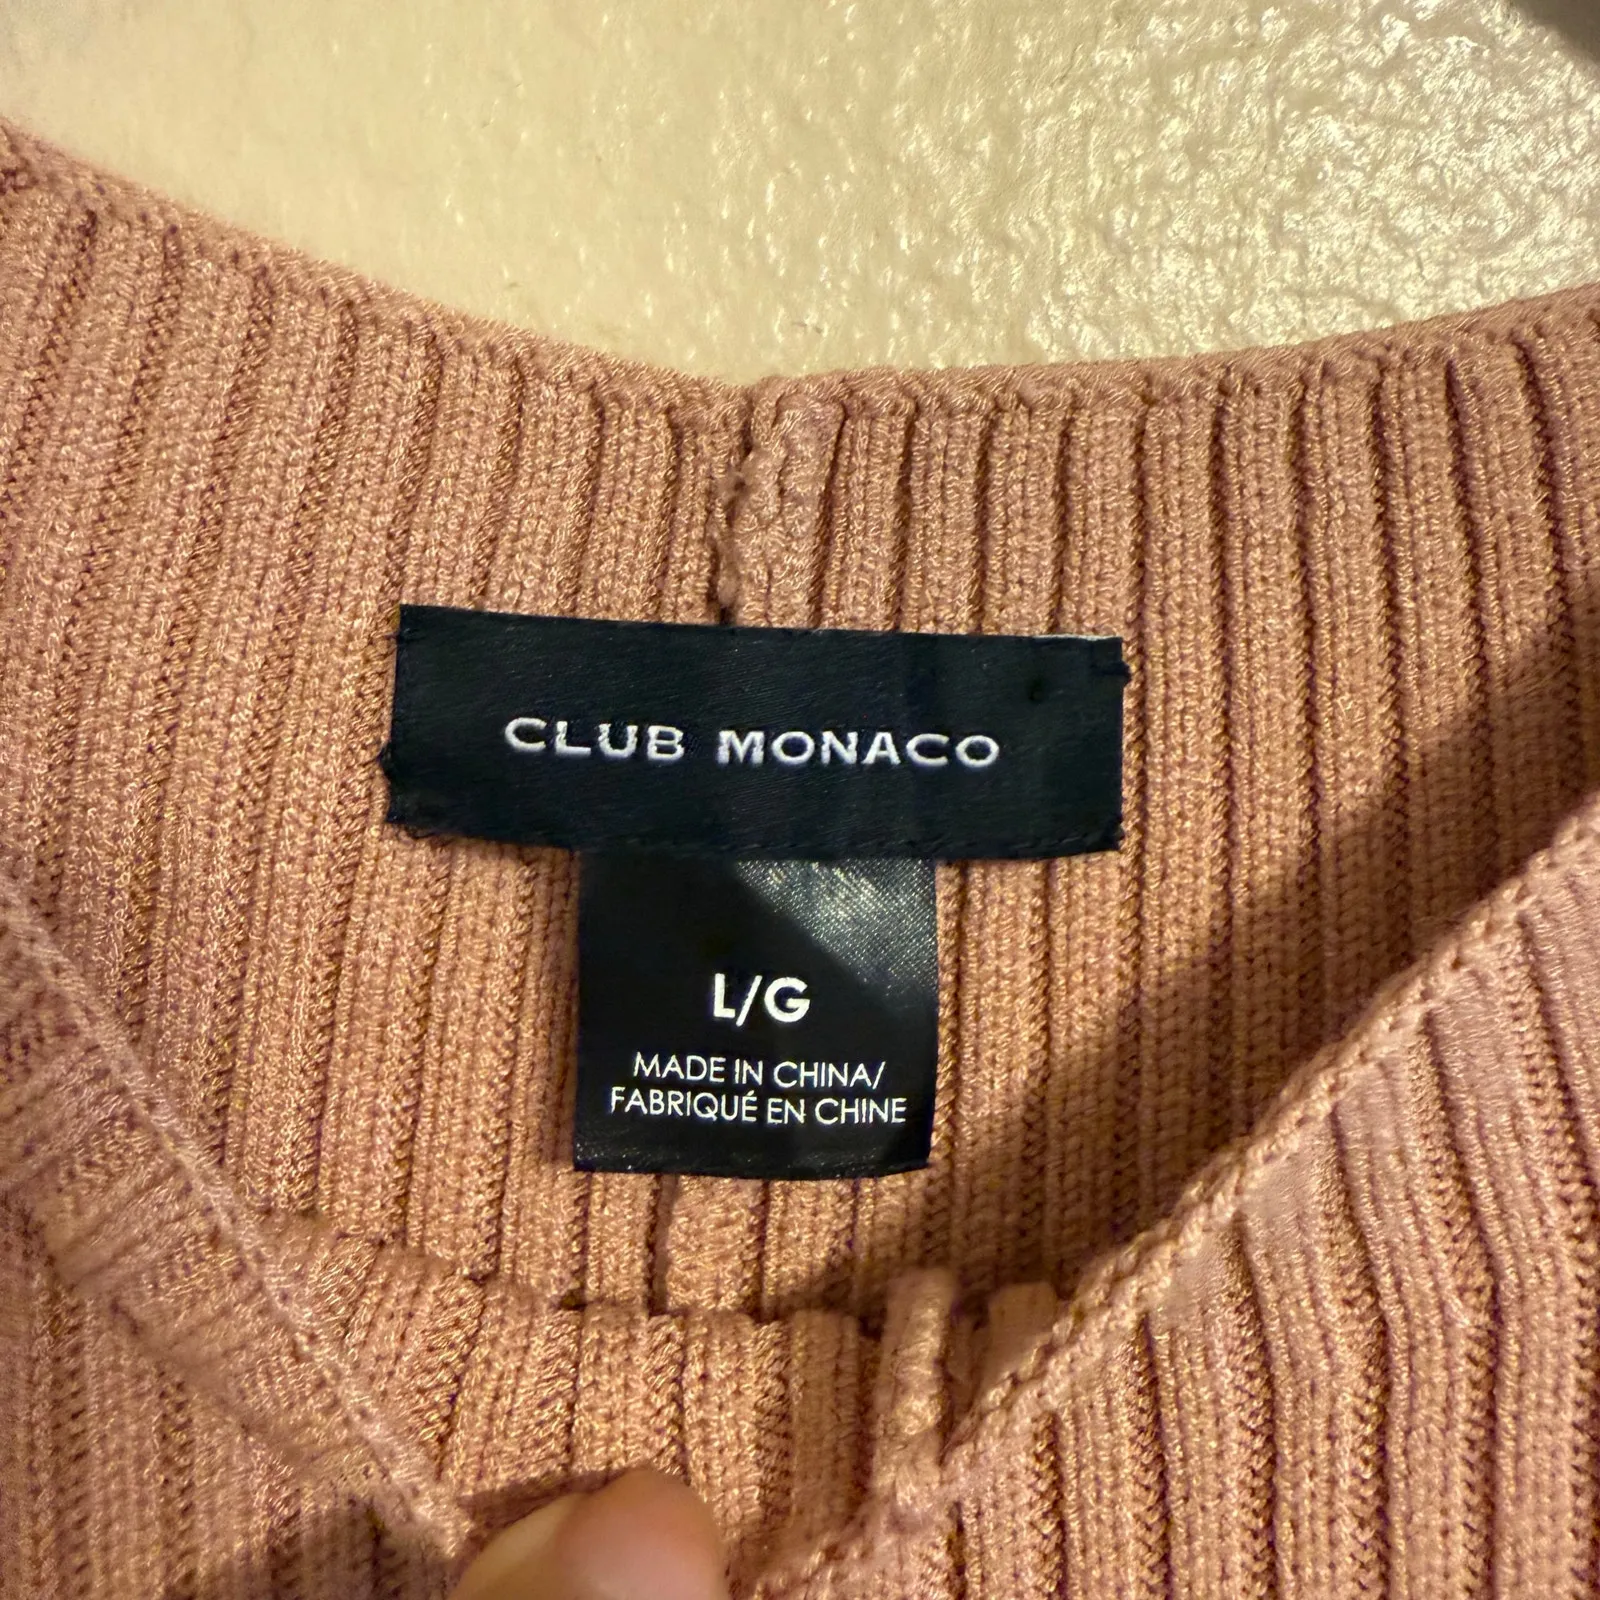 CLUB MONACO
L/G
MADE IN CHINA/
FABRIQUÉ EN CHINE